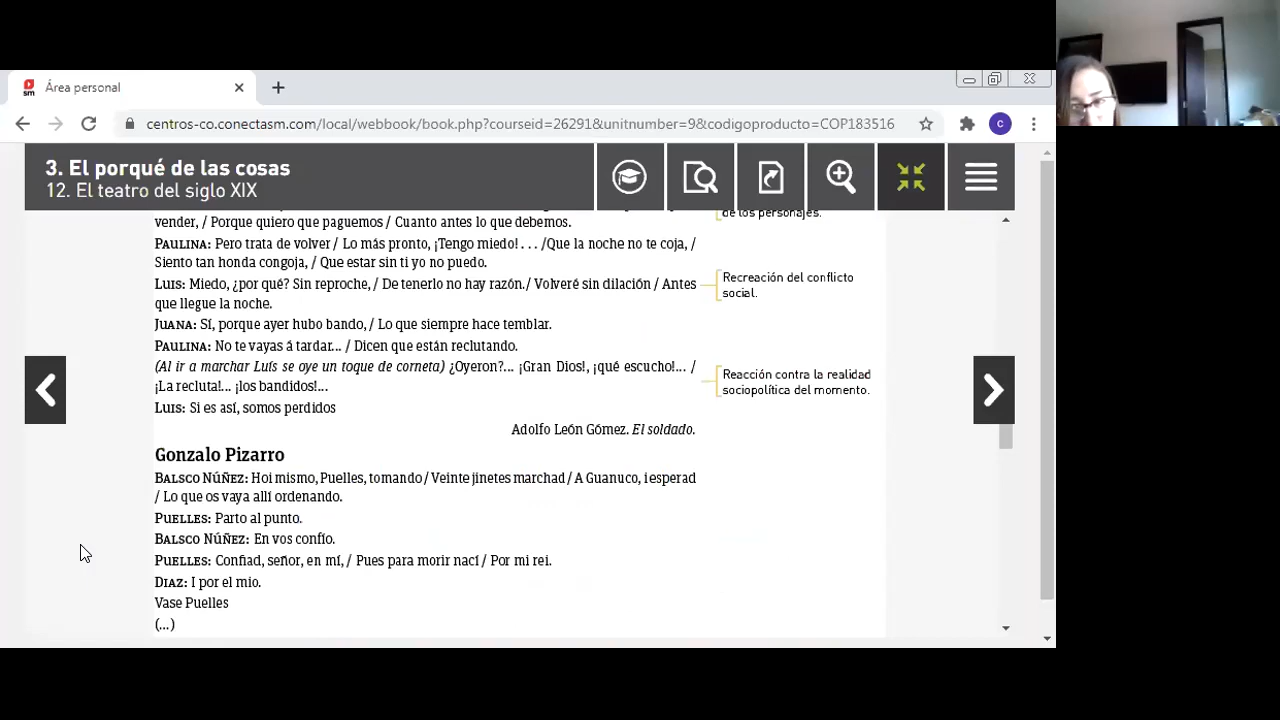 sm
Área personal
centros-co.conectasm.com/local/webbook/book.php?courseid=26291&unitnumber=9&codigoproducto=COP183516
c
3. El porqué de las cosas
12. El teatro del siglo XIX
vender, / Porque quiero que paguemos / Cuanto antes lo que debemos.
de los personajes.
PAULINA: Pero trata de volver / Lo más pronto, ¡Tengo miedo! . . . /Que la noche no te coja, /
Siento tan honda congoja, / Que estar sin ti yo no puedo.
LUIS: Miedo, ¿por qué? Sin reproche, / De tenerlo no hay razón./ Volveré sin dilación / Antes
que llegue la noche.
Recreación del conflicto
social.
JUANA: Sí, porque ayer hubo bando, / Lo que siempre hace temblar.
PAULINA: No te vayas á tardar... / Dicen que están reclutando.
(Al ir a marchar Luís se oye un toque de corneta) ¿Oyeron?... ¡Gran Dios!, ¡qué escucho!... /
¡La recluta!... ¡los bandidos!...
Reacción contra la realidad
sociopolítica del momento.
LUIS: Si es así, somos perdidos
Adolfo León Gómez. El soldado.
Gonzalo Pizarro
BALSCO NÚÑEZ: Hoi mismo, Puelles, tomando / Veinte jinetes marchad / A Guanuco, i esperad
/ Lo que os vaya allí ordenando.
PUELLES: Parto al punto.
BALSCO NÚÑEZ: En vos confío.
PUELLES: Confiad, señor, en mí, / Pues para morir nací / Por mi rei.
DIAZ: I por el mio.
Vase Puelles
(...)